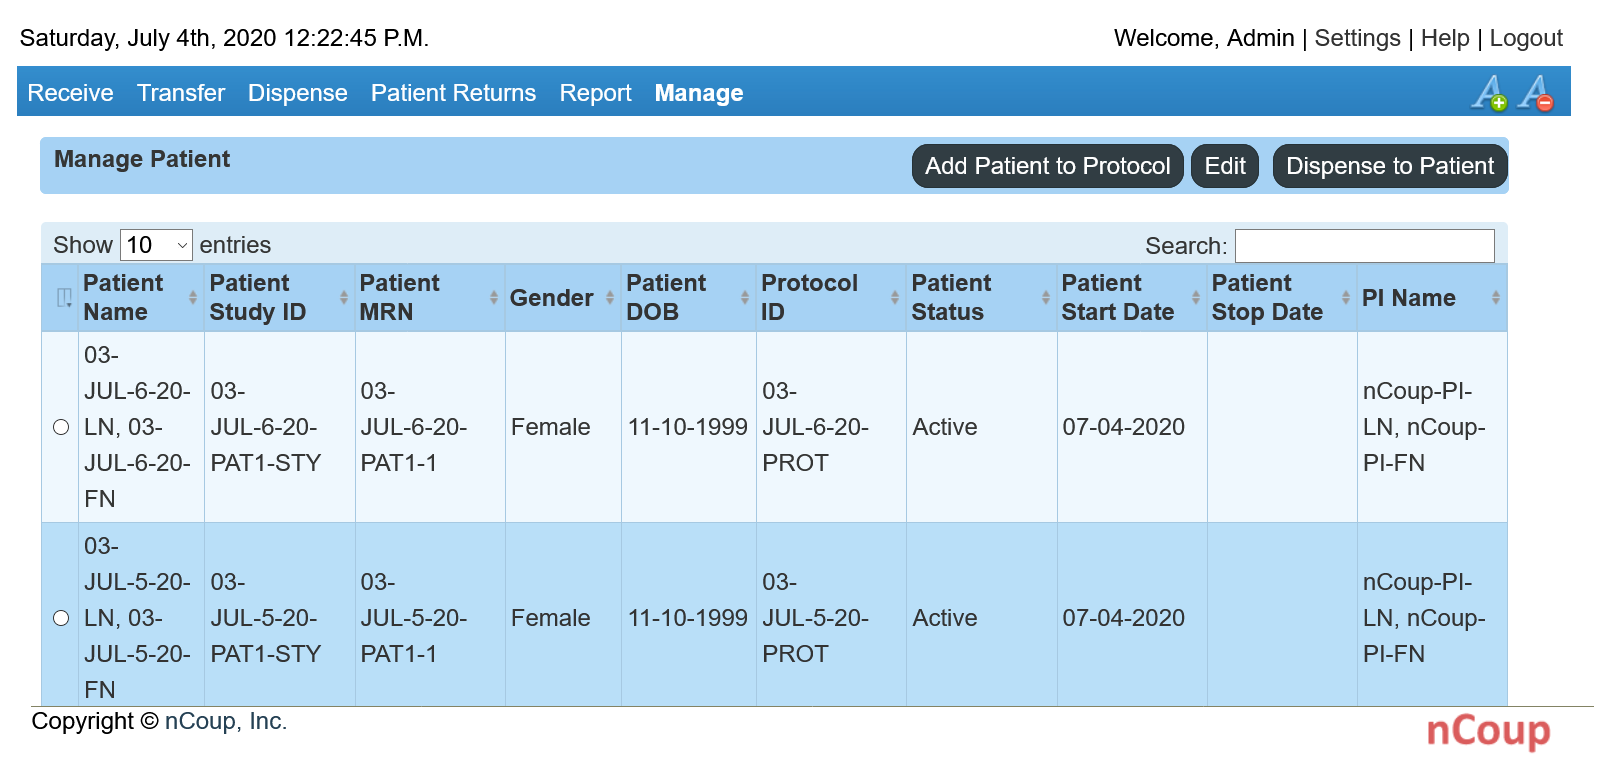 Saturday, July 4th, 2020 12:22:45 P.M.
Welcome, Admin | Settings | Help | Logout
Receive Transfer Dispense Patient Returns Report Manage
Manage Patient
Add Patient to Protocol Edit Dispense to Patient
Show 10 entries
Search:
Patient Name
Patient Study ID
Patient MRN
Gender
Patient DOB
Protocol ID
Patient Status
Patient Start Date
Patient Stop Date
PI Name
03-
JUL-6-20-
LN, 03-
JUL-6-20-
FN
03-
JUL-6-20-
PAT1-STY
03-
JUL-6-20-
PAT1-1
Female
11-10-1999
03-
JUL-6-20-
PROT
Active
07-04-2020
nCoup-PI-
LN, nCoup-
PI-FN
03-
JUL-5-20-
LN, 03-
JUL-5-20-
FN
03-
JUL-5-20-
PAT1-STY
03-
JUL-5-20-
PAT1-1
Female
11-10-1999
03-
JUL-5-20-
PROT
Active
07-04-2020
nCoup-PI-
LN, nCoup-
PI-FN
Copyright © nCoup, Inc.
nCoup